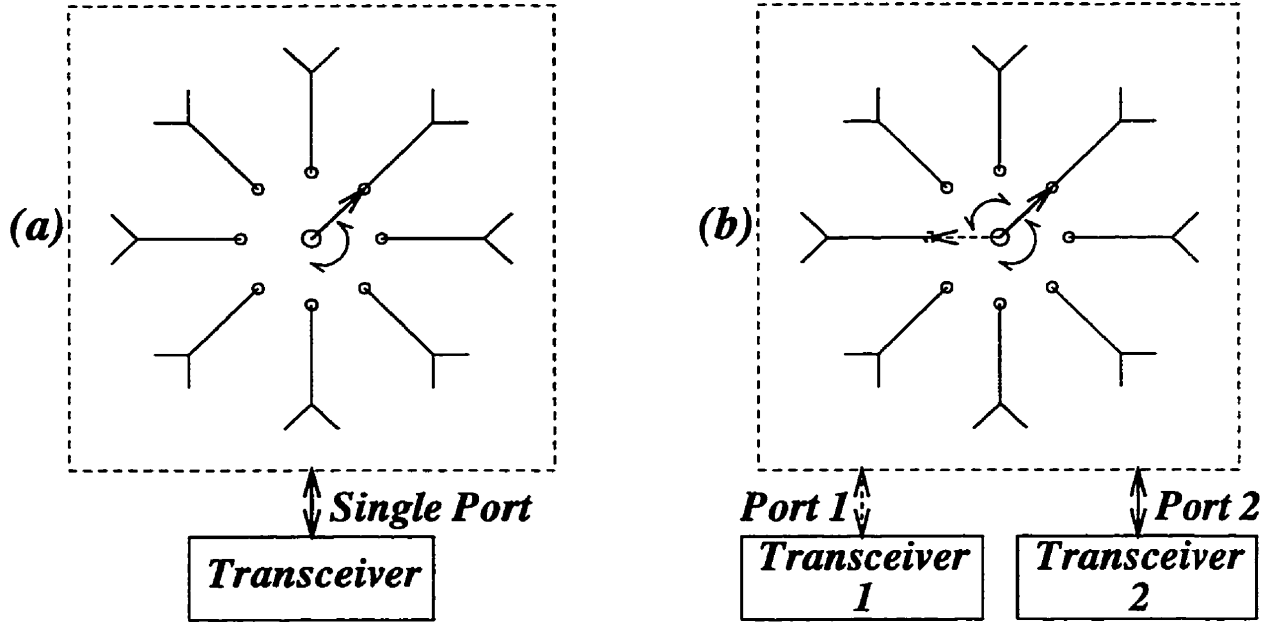 (a)
Single Port
Transceiver
(b)
Port 1
Port 2
Transceiver
1
Transceiver
2